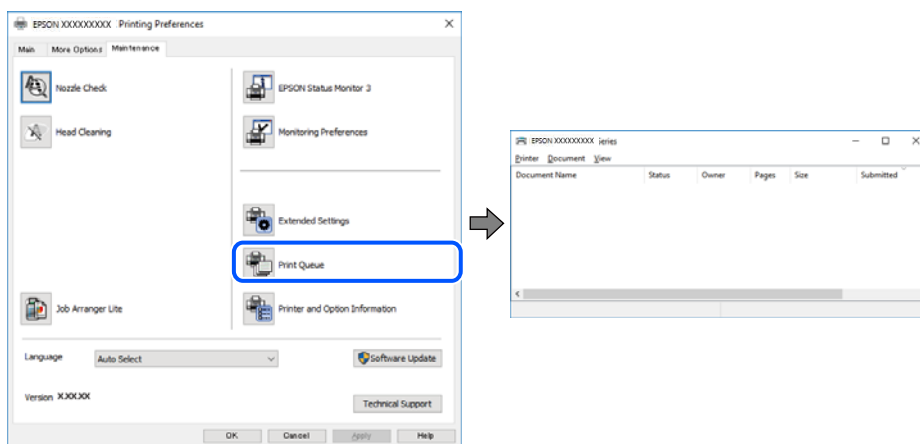 EPSON XXXXXXXXX Printing Preferences
Main More Options Maintenance
Nozzle Check
EPSON Status Monitor 3
Head Cleaning
Monitoring Preferences
Extended Settings
Print Queue
Job Arranger Lite
Printer and Option Information
Language Auto Select Software Update
Version X.XX.XX
Technical Support
OK Cancel Apply Help
EPSON XXXXXXXXX ieries
Printer Document View
Document Name Status Owner Pages Size Submitted